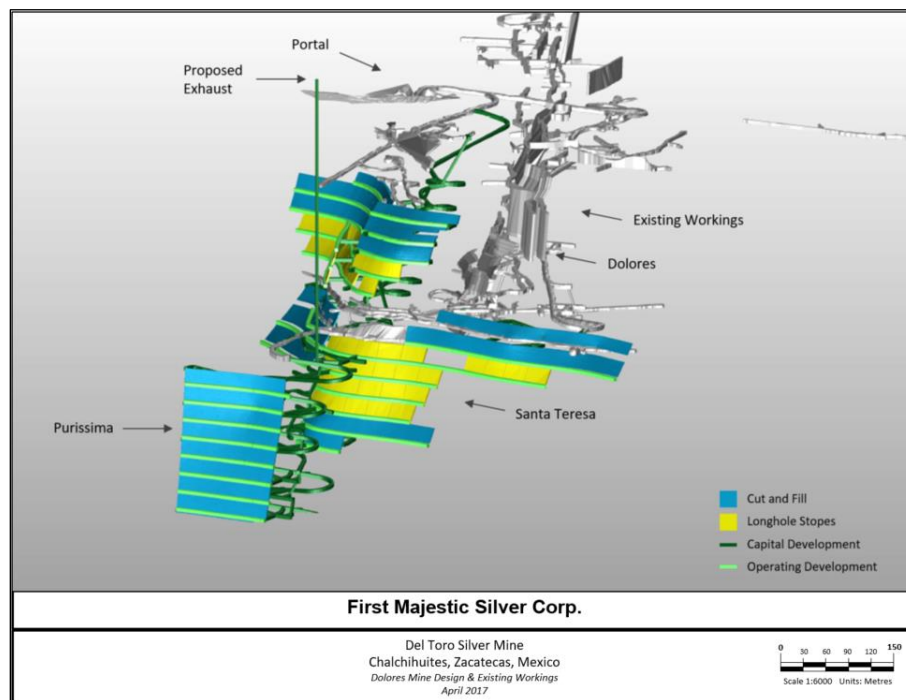 Portal
Proposed
Exhaust
Existing Workings
Dolores
Santa Teresa
Purissima
Cut and Fill
Longhole Stopes
Capital Development
Operating Development
First Majestic Silver Corp.
Del Toro Silver Mine
Chalchihuites, Zacatecas, Mexico
Dolores Mine Design & Existing Workings
April 2017
0 30 60 90 120 150
Scale 1:6000 Units: Metres